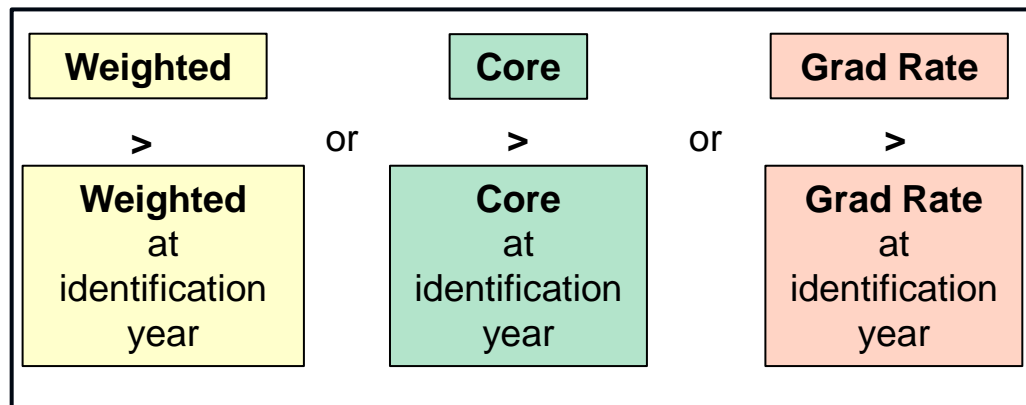 Weighted
Core
Grad Rate
> or > or >
Weighted
at
identification
year
Core
at
identification
year
Grad Rate
at
identification
year